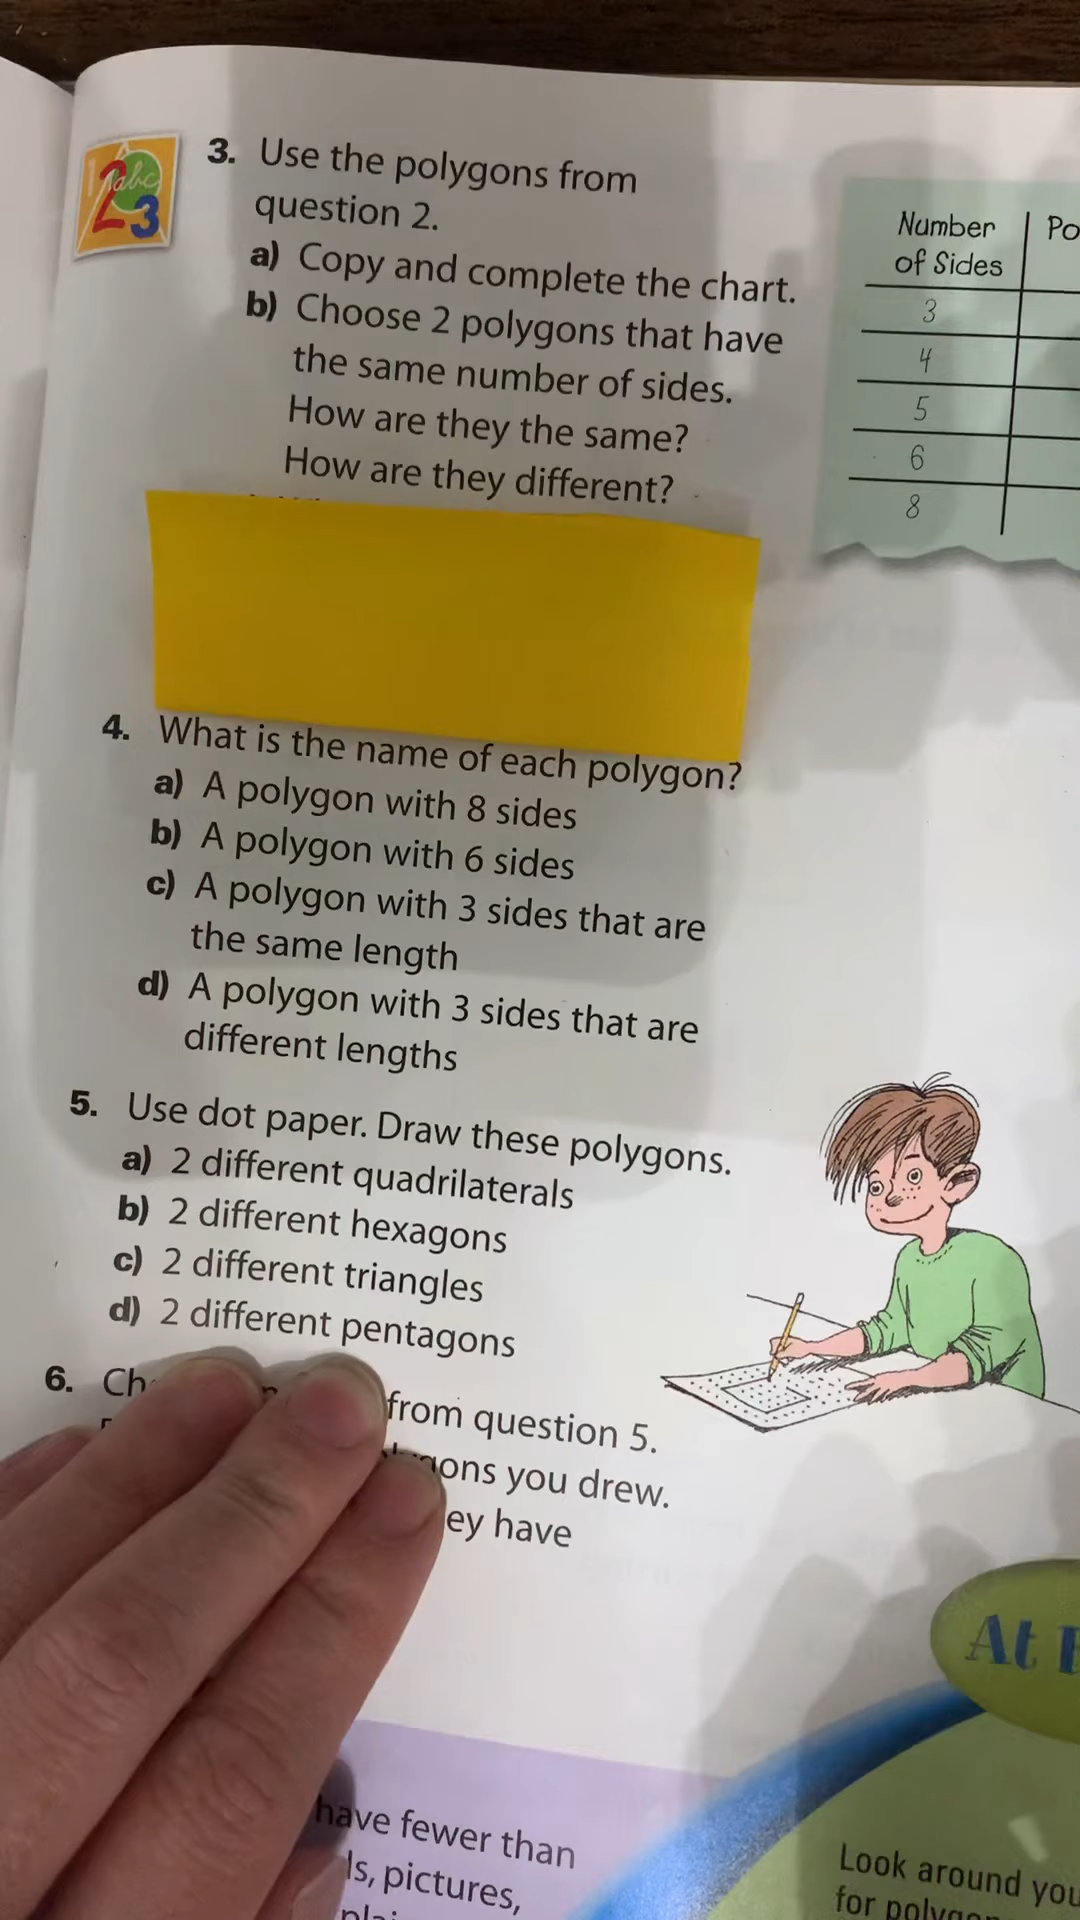 3. Use the polygons from
question 2.
a) Copy and complete the chart.
b) Choose 2 polygons that have
the same number of sides.
How are they the same?
How are they different?
Number
of Sides
3
4
5
6
8
abc
23
4. What is the name of each polygon?
a) A polygon with 8 sides
b) A polygon with 6 sides
c) A polygon with 3 sides that are
the same length
d) A polygon with 3 sides that are
different lengths
5. Use dot paper. Draw these polygons.
a) 2 different quadrilaterals
b) 2 different hexagons
c) 2 different triangles
d) 2 different pentagons
6. from question 5.
you drew.
have
At
have fewer than
pictures,
Look around you
for